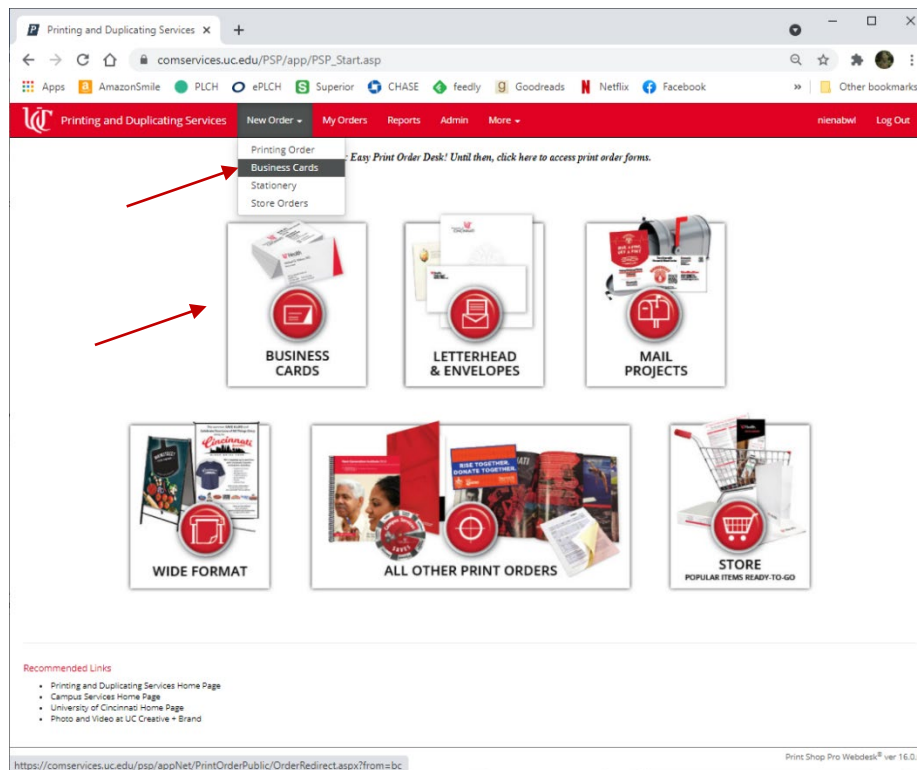 Printing and Duplicating Services
comservices.uc.edu/PSP/app/PSP_Start.asp
Apps AmazonSmile PLCH ePLCH Superior CHASE feedly Goodreads Netflix Facebook » Other bookmarks
UC Printing and Duplicating Services New Order My Orders Reports Admin More nienabwl Log Out
: Easy Print Order Desk! Until then, click here to access print order forms.
Printing Order
Business Cards
Stationery
Store Orders
BUSINESS
CARDS
LETTERHEAD
& ENVELOPES
MAIL
PROJECTS
Cincinnati
RISE TOGETHER.
DONATE TOGETHER.
WIDE FORMAT
ALL OTHER PRINT ORDERS
STORE
POPULAR ITEMS READY-TO-GO
Recommended Links
Printing and Duplicating Services Home Page
Campus Services Home Page
University of Cincinnati Home Page
Photo and Video at UC Creative + Brand
Print Shop Pro Webdesk® ver 16.0.
https://comservices.uc.edu/psp/appNet/PrintOrderPublic/OrderRedirect.aspx?from=bc